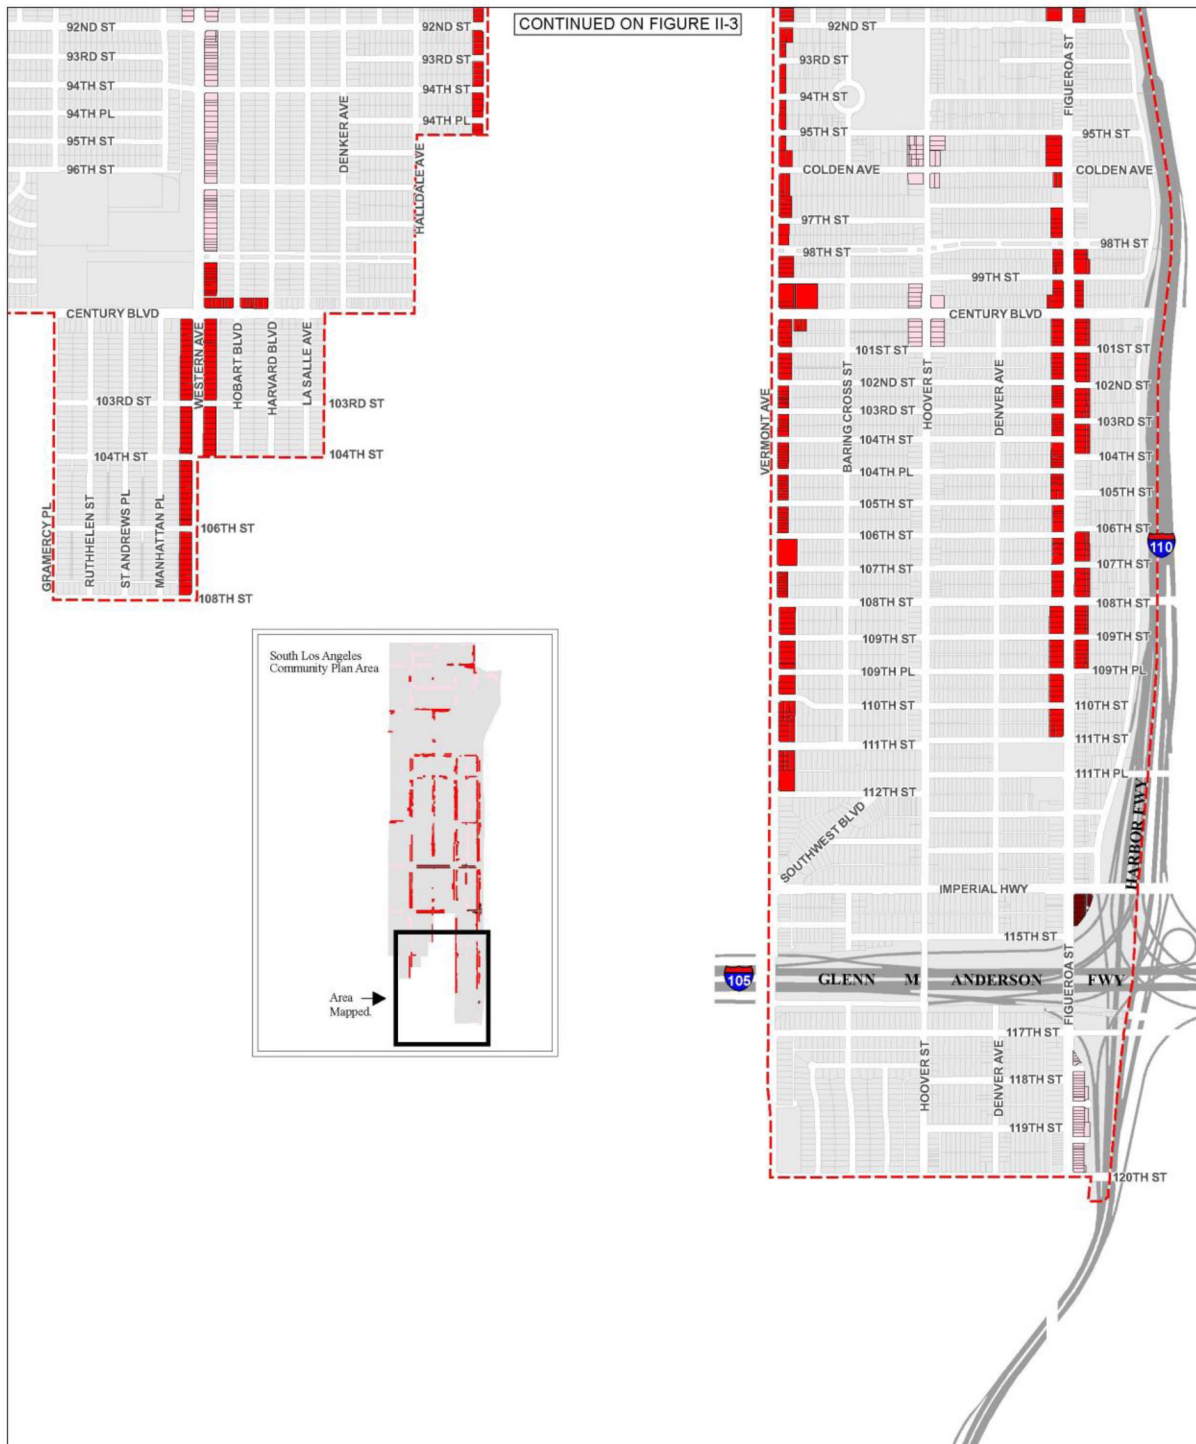 CONTINUED ON FIGURE II-3
92ND ST
93RD ST
94TH ST
94TH PL
95TH ST
96TH ST
92ND ST
93RD ST
94TH ST
94TH PL
DENKER AVE
HALLDALE AVE
CENTURY BLVD
WESTERN AVE
HOBART BLVD
HARVARD BLVD
LA SALLE AVE
103RD ST
103RD ST
104TH ST
104TH ST
GRAMERCY PL
RUTHHELEN ST
ST ANDREWS PL
MANHATTAN PL
106TH ST
108TH ST
92ND ST
93RD ST
94TH ST
95TH ST
FIGUEROA ST
95TH ST
COLDEN AVE
COLDEN AVE
97TH ST
98TH ST
98TH ST
99TH ST
CENTURY BLVD
VERMONT AVE
BARING CROSS ST
HOOVER ST
DENVER AVE
101ST ST
102ND ST
103RD ST
104TH ST
104TH PL
105TH ST
106TH ST
107TH ST
108TH ST
109TH ST
109TH PL
110TH ST
111TH ST
112TH ST
101ST ST
102ND ST
103RD ST
104TH ST
105TH ST
106TH ST
110
107TH ST
108TH ST
109TH ST
109TH PL
110TH ST
111TH ST
111TH PL
HARBOR FWY
SOUTHWEST BLVD
IMPERIAL HWY
115TH ST
105
GLENN M ANDERSON FWY
FIGUEROA ST
117TH ST
HOOVER ST
DENVER AVE
118TH ST
119TH ST
120TH ST
South Los Angeles
Community Plan Area
Area
Mapped.